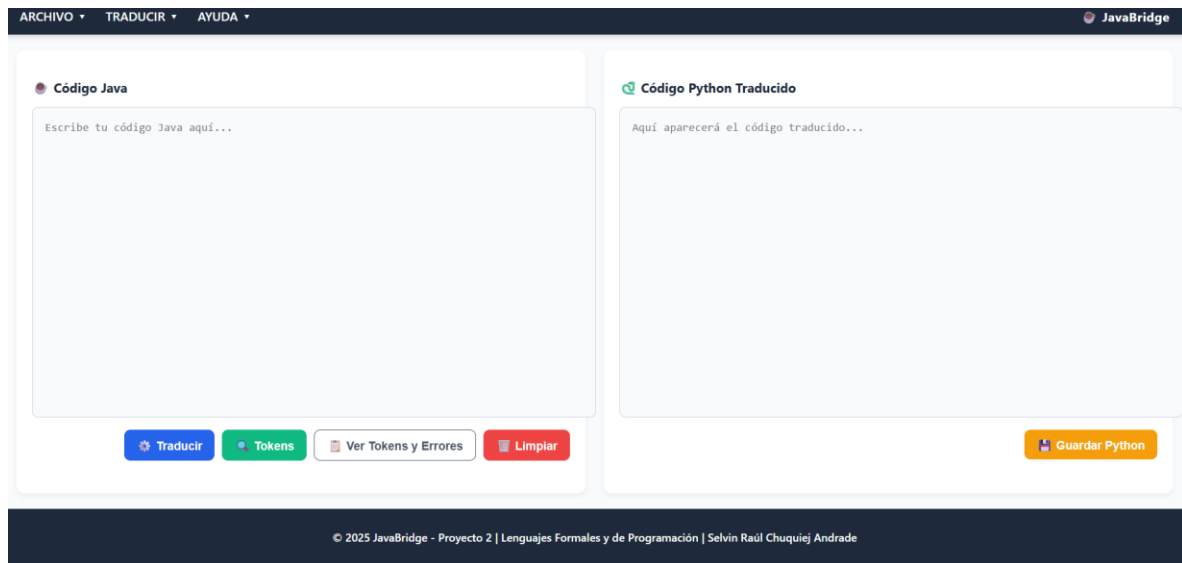 ARCHIVO ▾ TRADUCIR ▾ AYUDA ▾ JavaBridge
Código Java
Escribe tu código Java aquí...
Traducir Tokens Ver Tokens y Errores Limpiar
Código Python Traducido
Aquí aparecerá el código traducido...
Guardar Python
© 2025 JavaBridge - Proyecto 2 | Lenguajes Formales y de Programación | Selvin Raúl Chuquiej Andrade